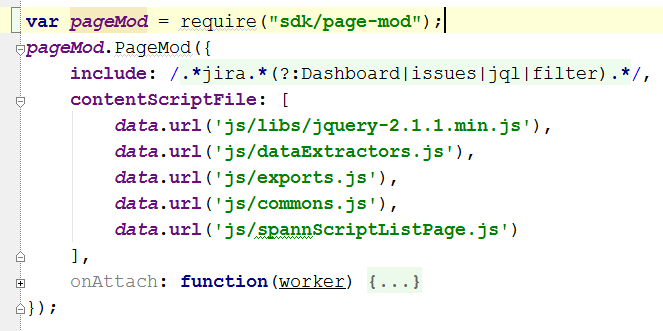 var pageMod = require("sdk/page-mod");
pageMod.PageMod({
    include: /.*jira.*(?:Dashboard|issues|jql|filter).*/,
    contentScriptFile: [
        data.url('js/libs/jquery-2.1.1.min.js'),
        data.url('js/dataExtractors.js'),
        data.url('js/exports.js'),
        data.url('js/commons.js'),
        data.url('js/spannScriptListPage.js')
    ],
    onAttach: function(worker) {...}
});